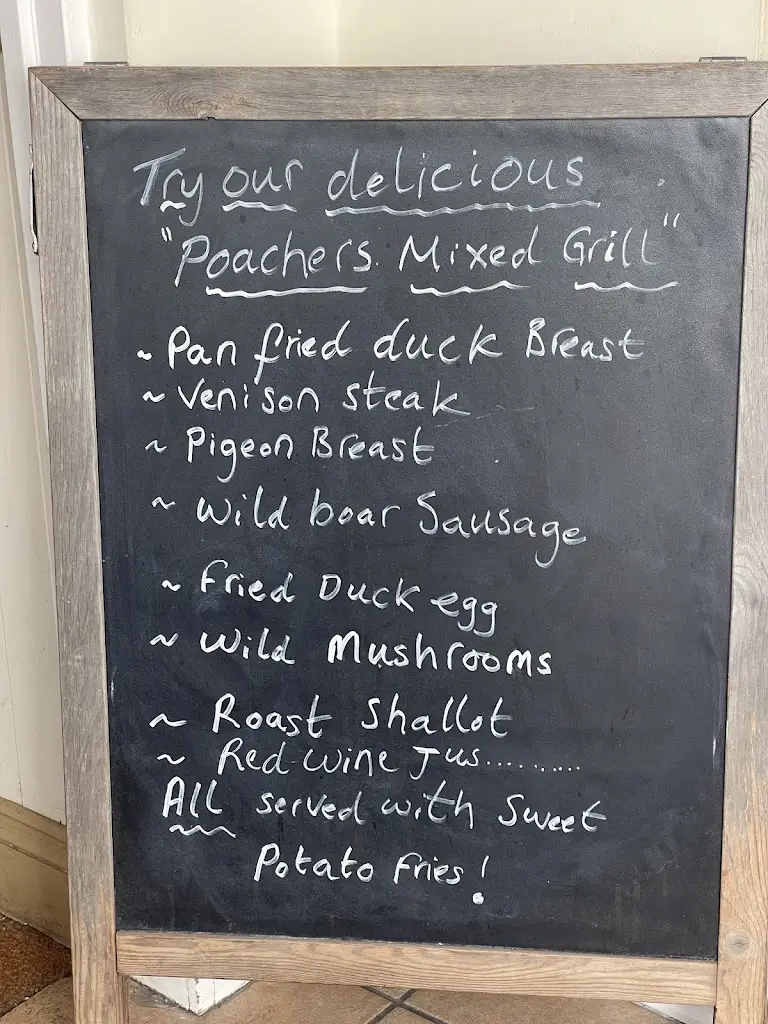 Try our delicious
"Poachers Mixed Grill"
~ Pan fried duck Breast
~ Venison steak
~ Pigeon Breast
~ Wild boar Sausage
~ Fried Duck egg
~ Wild Mushrooms
~ Roast Shallot
~ Red wine Jus..........
All served with Sweet
Potato fries!